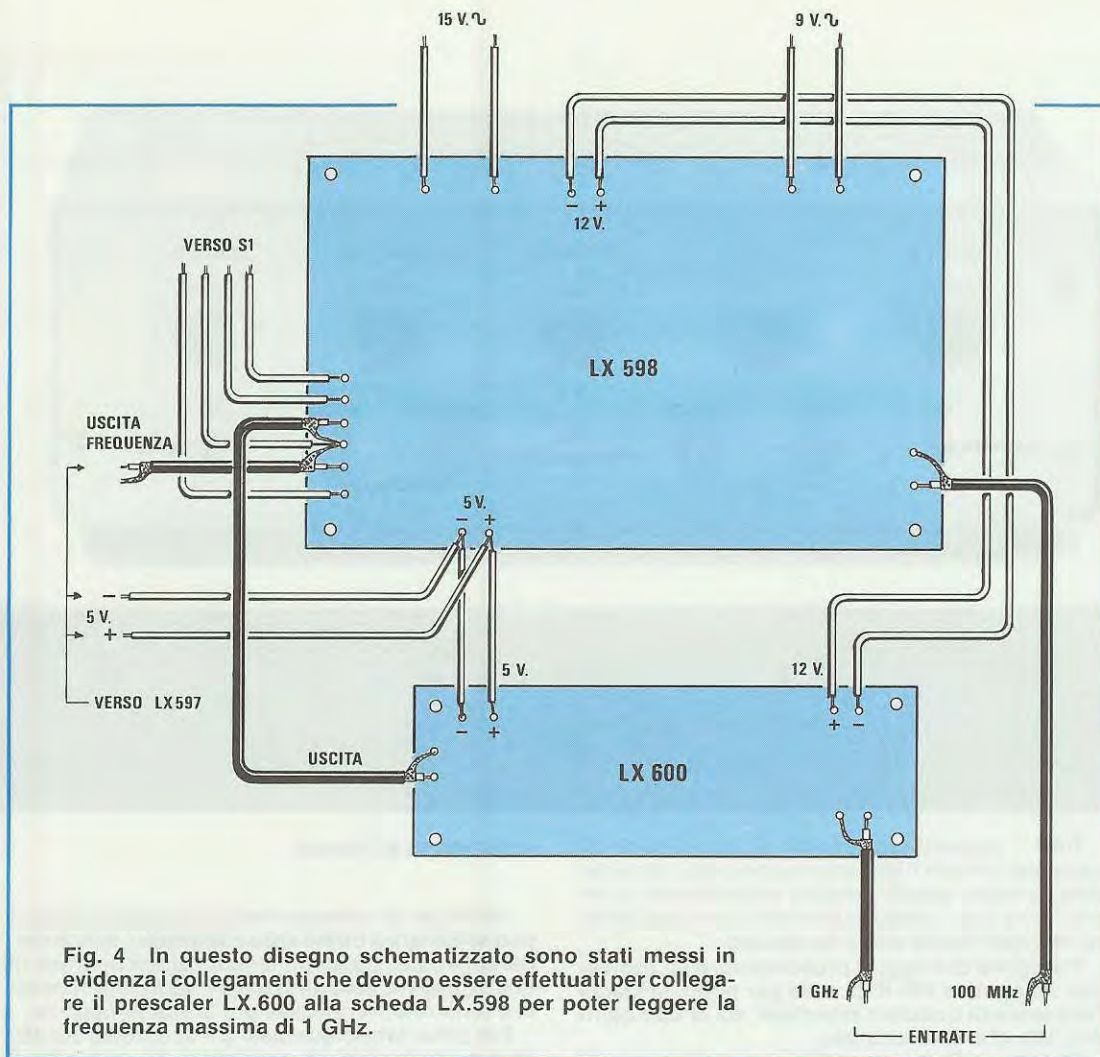 15 V.
9 V.
- +
12 V.
VERSO S1
LX 598
USCITA
FREQUENZA
5 V.
- +
-
5 V.
+
5 V.
12 V.
VERSO LX597
- +
+ -
USCITA
LX 600
Fig. 4 In questo disegno schematizzato sono stati messi in
evidenza i collegamenti che devono essere effettuati per collega-
re il prescaler LX.600 alla scheda LX.598 per poter leggere la
frequenza massima di 1 GHz.
1 GHz
100 MHz
ENTRATE